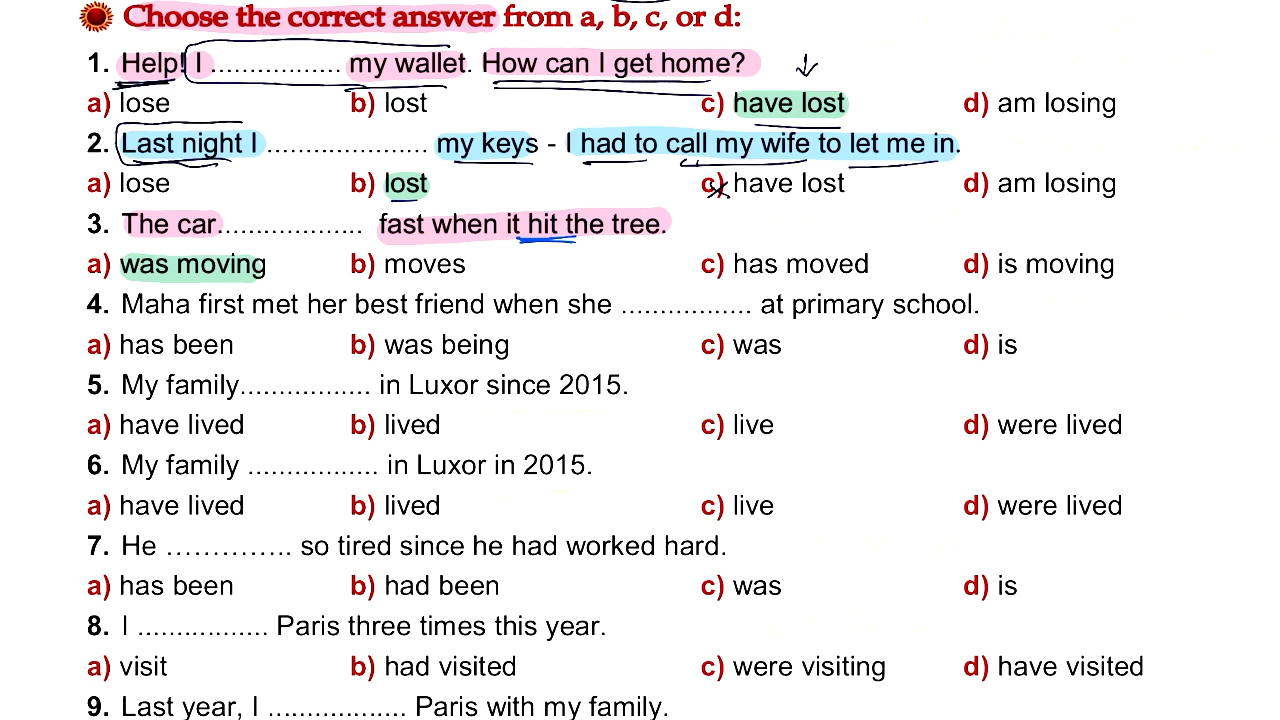 Choose the correct answer from a, b, c, or d:
1. Help! I ................. my wallet. How can I get home?
a) lose b) lost c) have lost d) am losing
2. Last night I ..................... my keys - I had to call my wife to let me in.
a) lose b) lost c) have lost d) am losing
3. The car................... fast when it hit the tree.
a) was moving b) moves c) has moved d) is moving
4. Maha first met her best friend when she ................. at primary school.
a) has been b) was being c) was d) is
5. My family................. in Luxor since 2015.
a) have lived b) lived c) live d) were lived
6. My family ................. in Luxor in 2015.
a) have lived b) lived c) live d) were lived
7. He ………….. so tired since he had worked hard.
a) has been b) had been c) was d) is
8. I ................. Paris three times this year.
a) visit b) had visited c) were visiting d) have visited
9. Last year, I .................. Paris with my family.